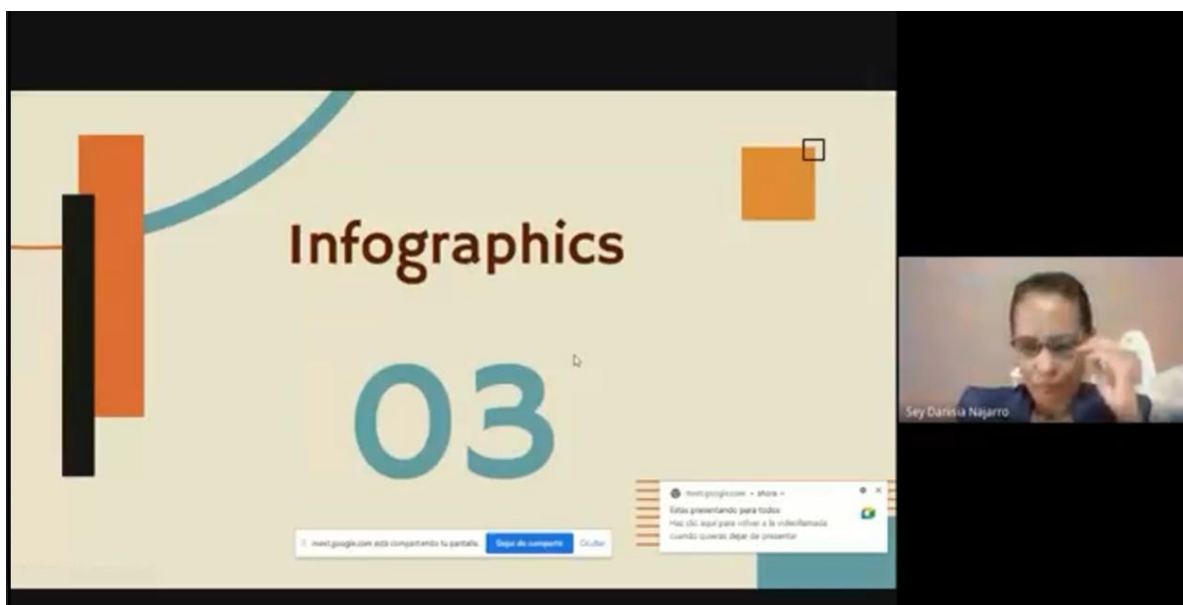 Infographics
03
Sey Danisia Najarro
meet.google.com • ahora
Estás presentando para todos
Haz clic aquí para volver a la videollamada
cuando quieras dejar de presentar
meet.google.com está compartiendo tu pantalla.
Dejar de compartir
Ocultar